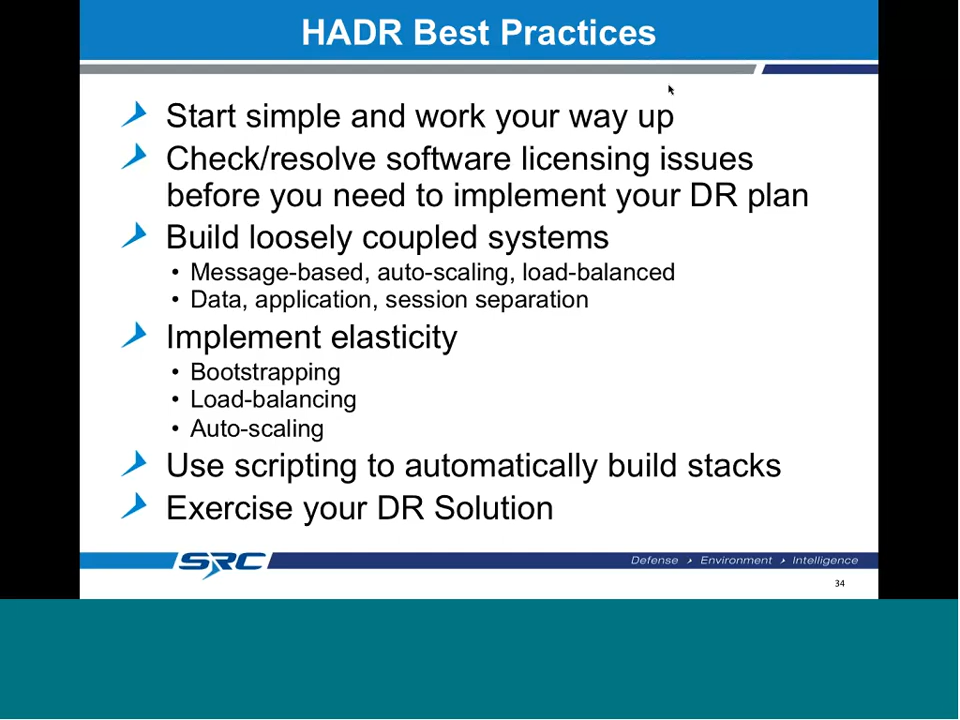 HADR Best Practices
Start simple and work your way up
Check/resolve software licensing issues
before you need to implement your DR plan
Build loosely coupled systems
• Message-based, auto-scaling, load-balanced
• Data, application, session separation
Implement elasticity
• Bootstrapping
• Load-balancing
• Auto-scaling
Use scripting to automatically build stacks
Exercise your DR Solution
SRC
Defense Environment Intelligence
34